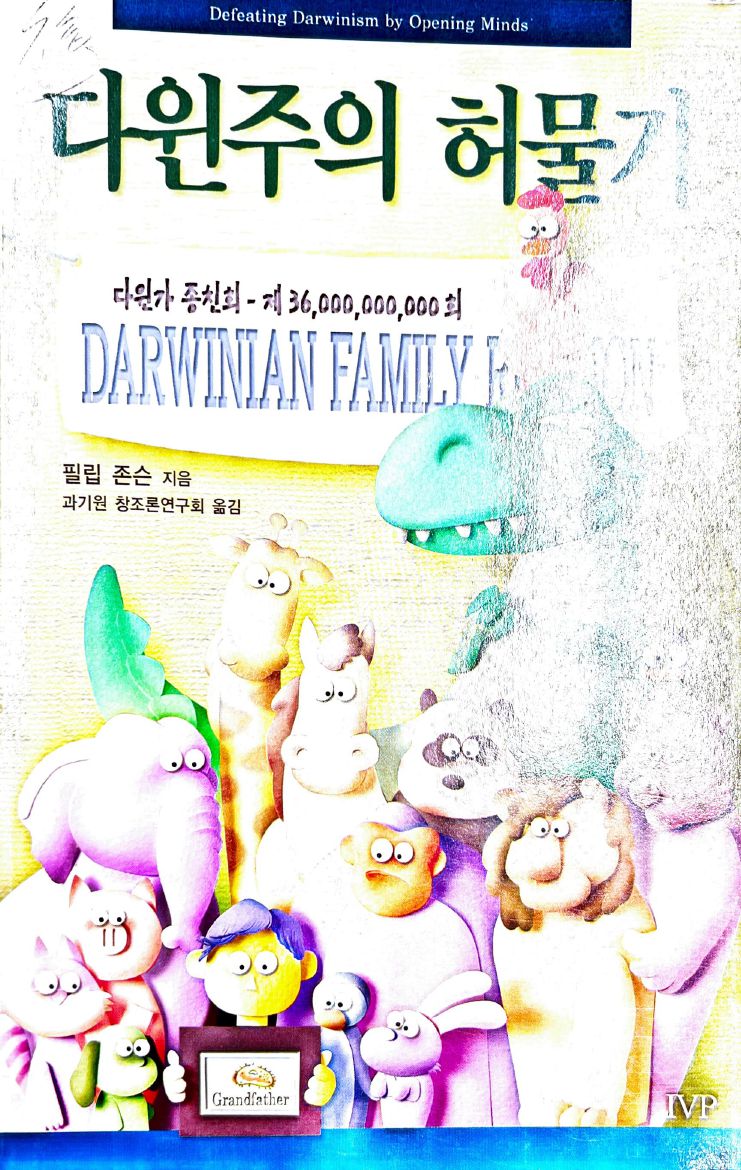 Defeating Darwinism by Opening Minds
다윈주의 허물기
다윈가 종친회 - 제 36,000,000,000 회
DARWINIAN FAMILY
필립 존슨 지음
과기원 창조론연구회 옮김
Grandfather
IVP